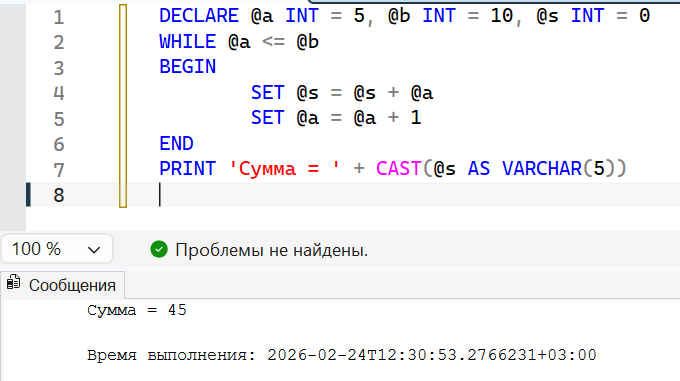 1 DECLARE @a INT = 5, @b INT = 10, @s INT = 0
2 WHILE @a <= @b
3 BEGIN
4 SET @s = @s + @a
5 SET @a = @a + 1
6 END
7 PRINT 'Сумма = ' + CAST(@s AS VARCHAR(5))
8
100 % Проблемы не найдены.
Сообщения
Сумма = 45
Время выполнения: 2026-02-24T12:30:53.2766231+03:00